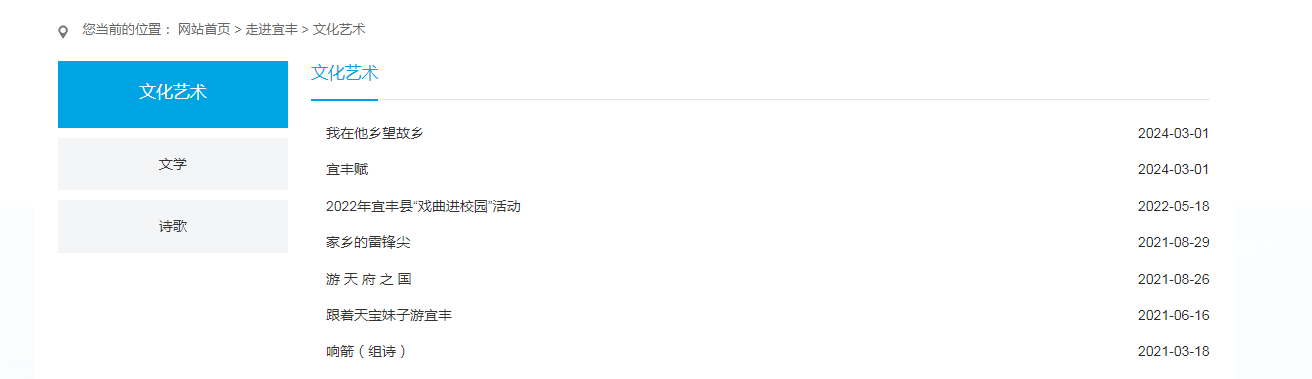 您当前的位置： 网站首页 > 走进宜丰 > 文化艺术
文化艺术
文学
诗歌
文化艺术
我在他乡望故乡 2024-03-01
宜丰赋 2024-03-01
2022年宜丰县“戏曲进校园”活动 2022-05-18
家乡的雷锋尖 2021-08-29
游 天 府 之 国 2021-08-26
跟着天宝妹子游宜丰 2021-06-16
响箭（组诗） 2021-03-18